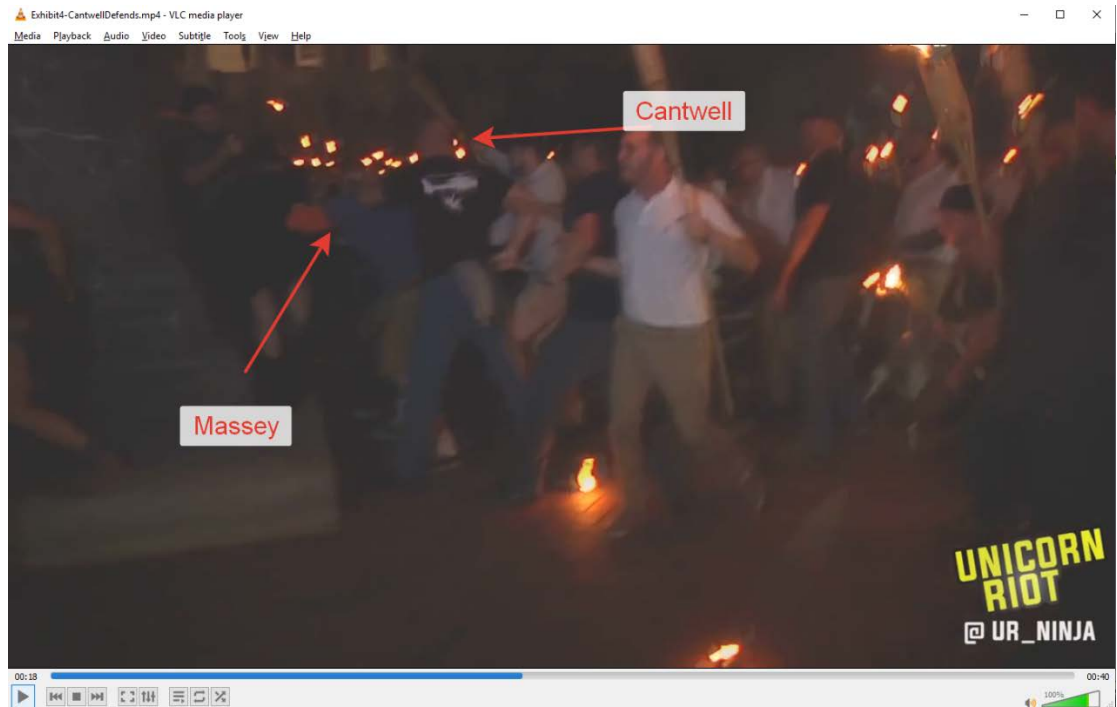 Exhibit4-CantwellDefends.mp4 - VLC media player
Media Playback Audio Video Subtitle Tools View Help
Cantwell
Massey
UNICORN
RIOT
@UR_NINJA
00:18
00:40
100%